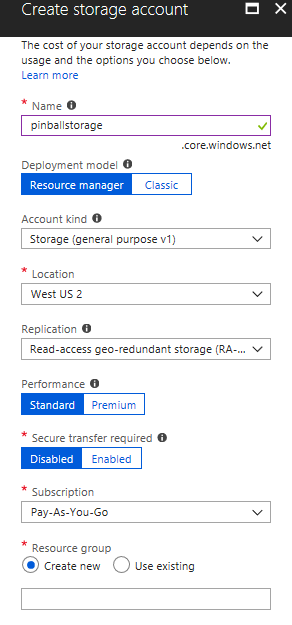 Create storage account
The cost of your storage account depends on the
usage and the options you choose below.
Learn more
* Name
pinballstorage
.core.windows.net
Deployment model
Resource manager Classic
Account kind
Storage (general purpose v1)
* Location
West US 2
Replication
Read-access geo-redundant storage (RA-...
Performance
Standard Premium
* Secure transfer required
Disabled Enabled
* Subscription
Pay-As-You-Go
* Resource group
Create new Use existing